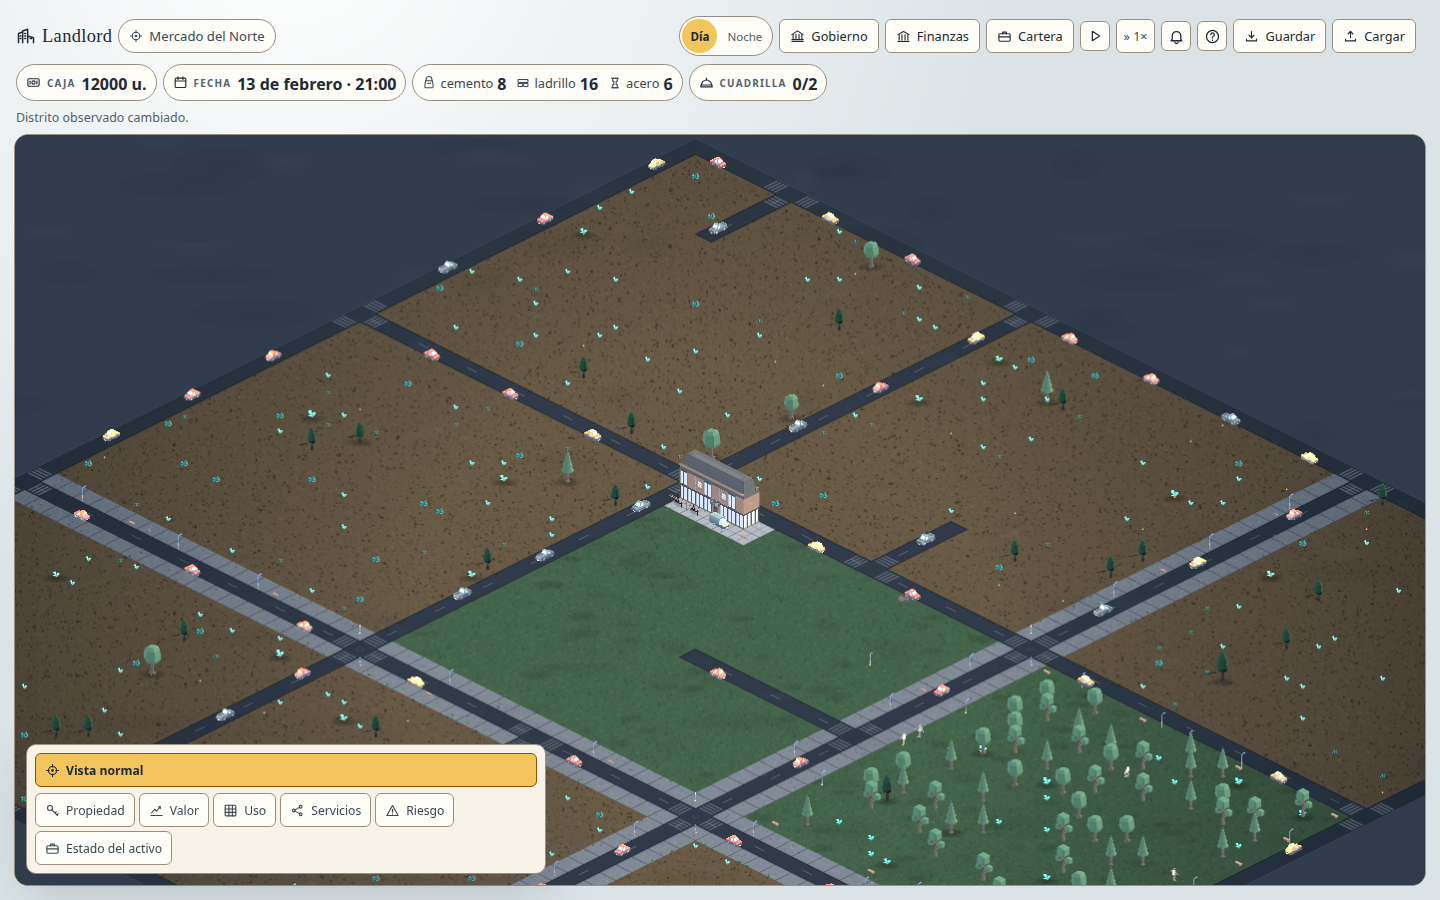 Landlord
Mercado del Norte
Día
Noche
Gobierno
Finanzas
Cartera
» 1×
Guardar
Cargar
CAJA 12000 u.
FECHA 13 de febrero · 21:00
cemento 8 ladrillo 16 acero 6
CUADRILLA 0/2
Distrito observado cambiado.
Vista normal
Propiedad
Valor
Uso
Servicios
Riesgo
Estado del activo